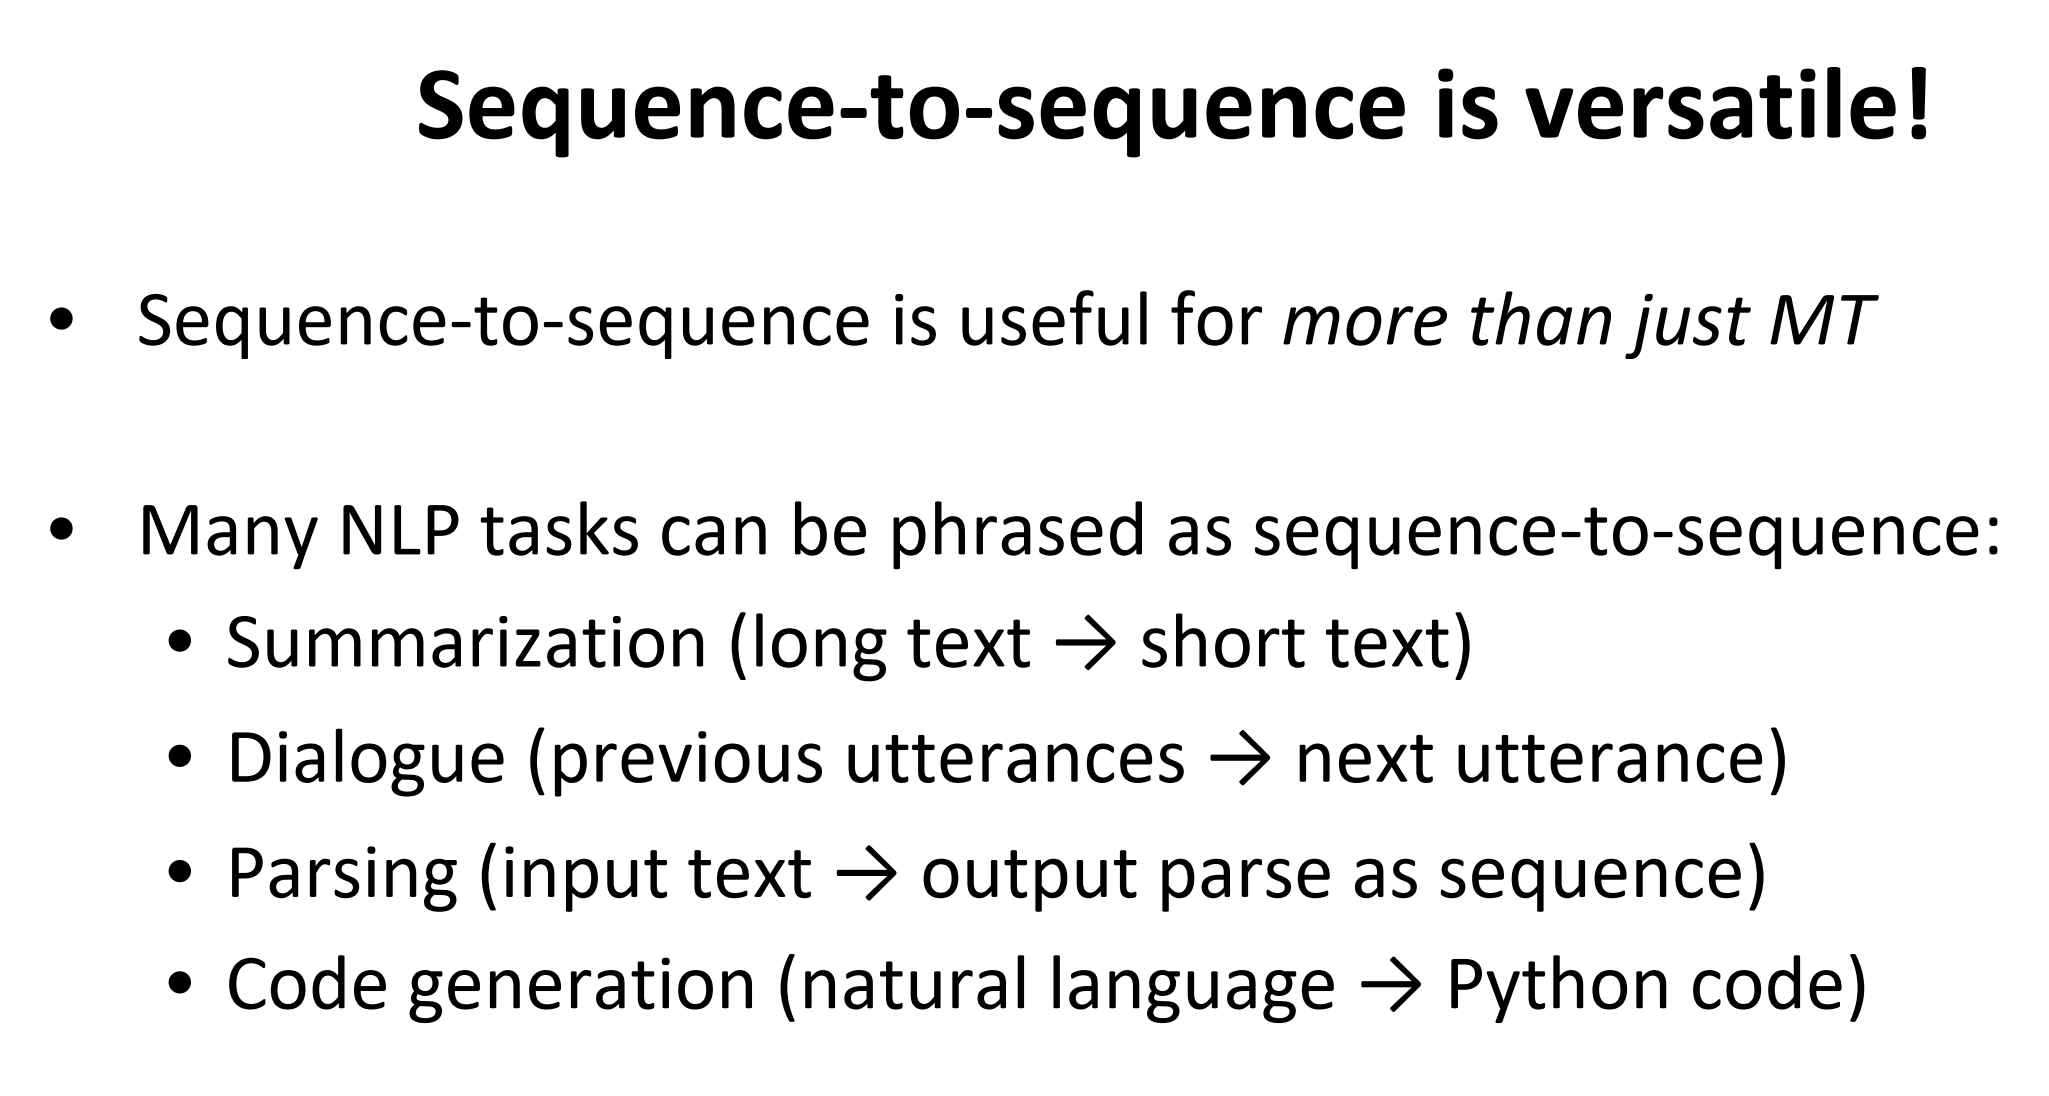 Sequence-to-sequence is versatile!
• Sequence-to-sequence is useful for more than just MT
• Many NLP tasks can be phrased as sequence-to-sequence:
• Summarization (long text → short text)
• Dialogue (previous utterances → next utterance)
• Parsing (input text → output parse as sequence)
• Code generation (natural language → Python code)